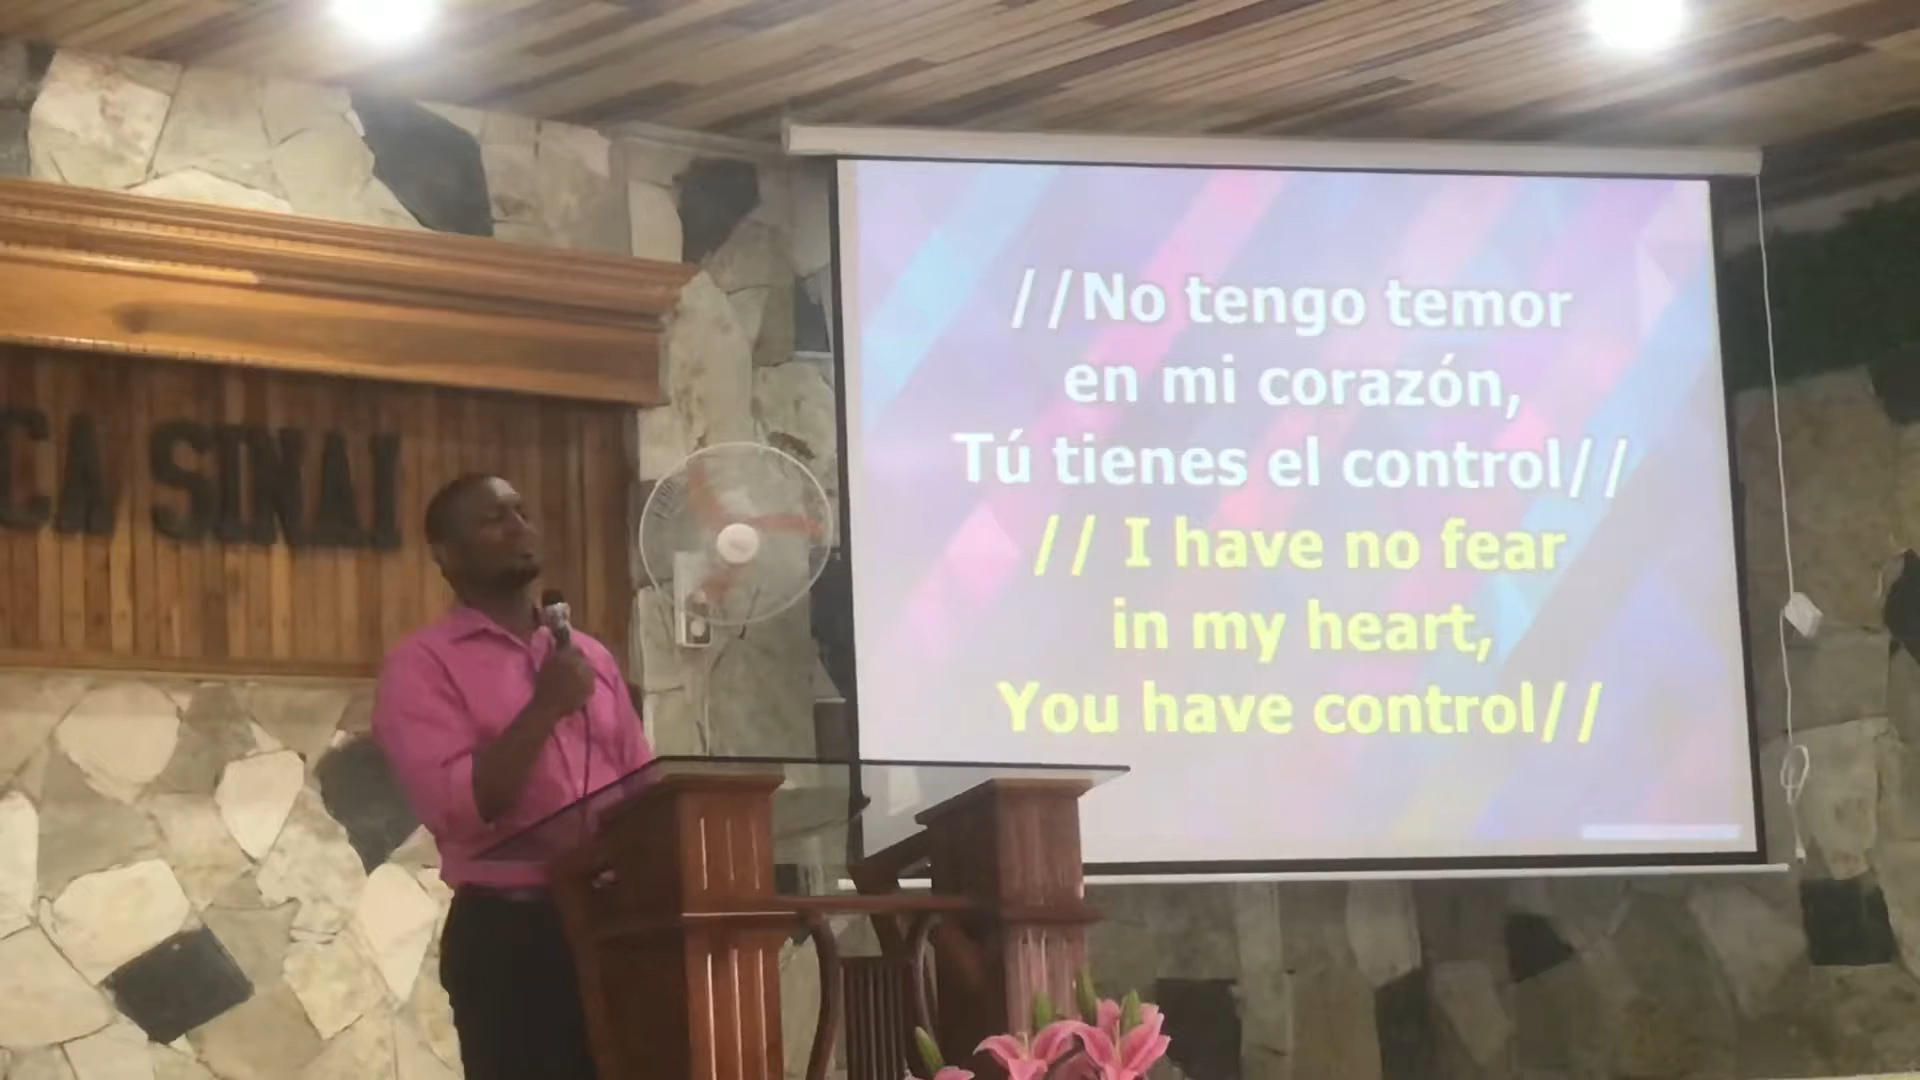 CA SINAI
//No tengo temor
en mi corazón,
Tú tienes el control//
// I have no fear
in my heart,
You have control//